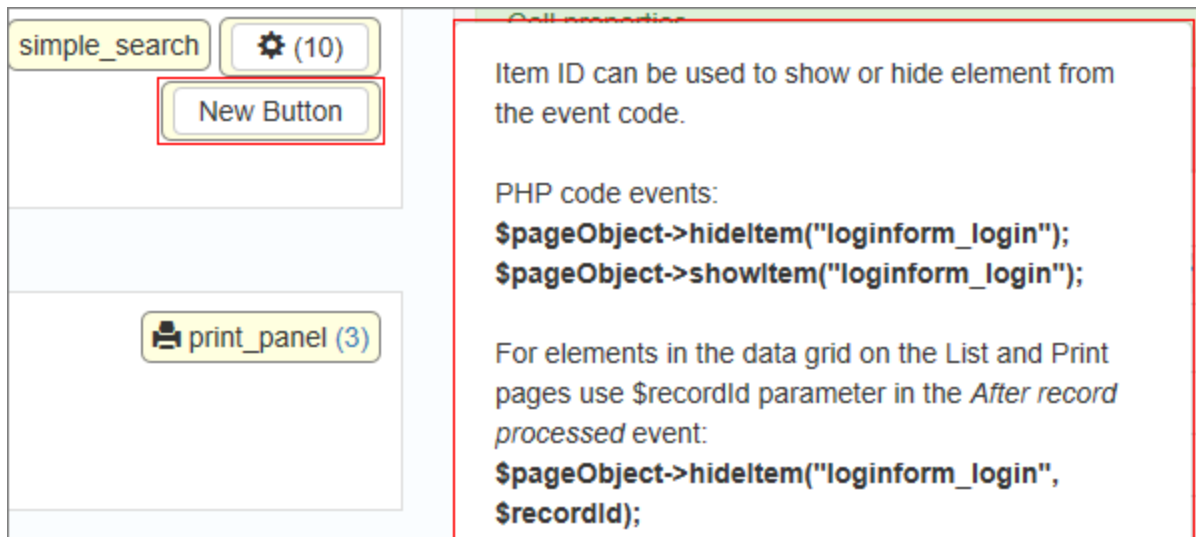 simple_search
(10)
New Button
print_panel (3)
Cell properties
Item ID can be used to show or hide element from
the event code.
PHP code events:
$pageObject->hideItem("loginform_login");
$pageObject->showItem("loginform_login");
For elements in the data grid on the List and Print
pages use $recordId parameter in the After record
processed event:
$pageObject->hideItem("loginform_login",
$recordId);